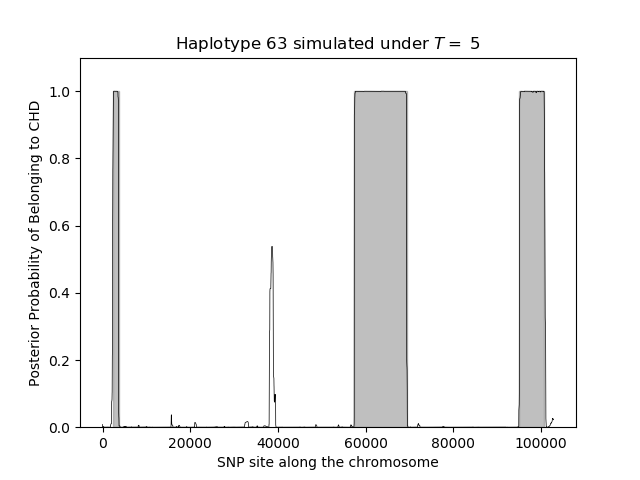 Haplotype 63 simulated under T = 5
Posterior Probability of Belonging to CHD
1.0
0.8
0.6
0.4
0.2
0.0
0 20000 40000 60000 80000 100000
SNP site along the chromosome